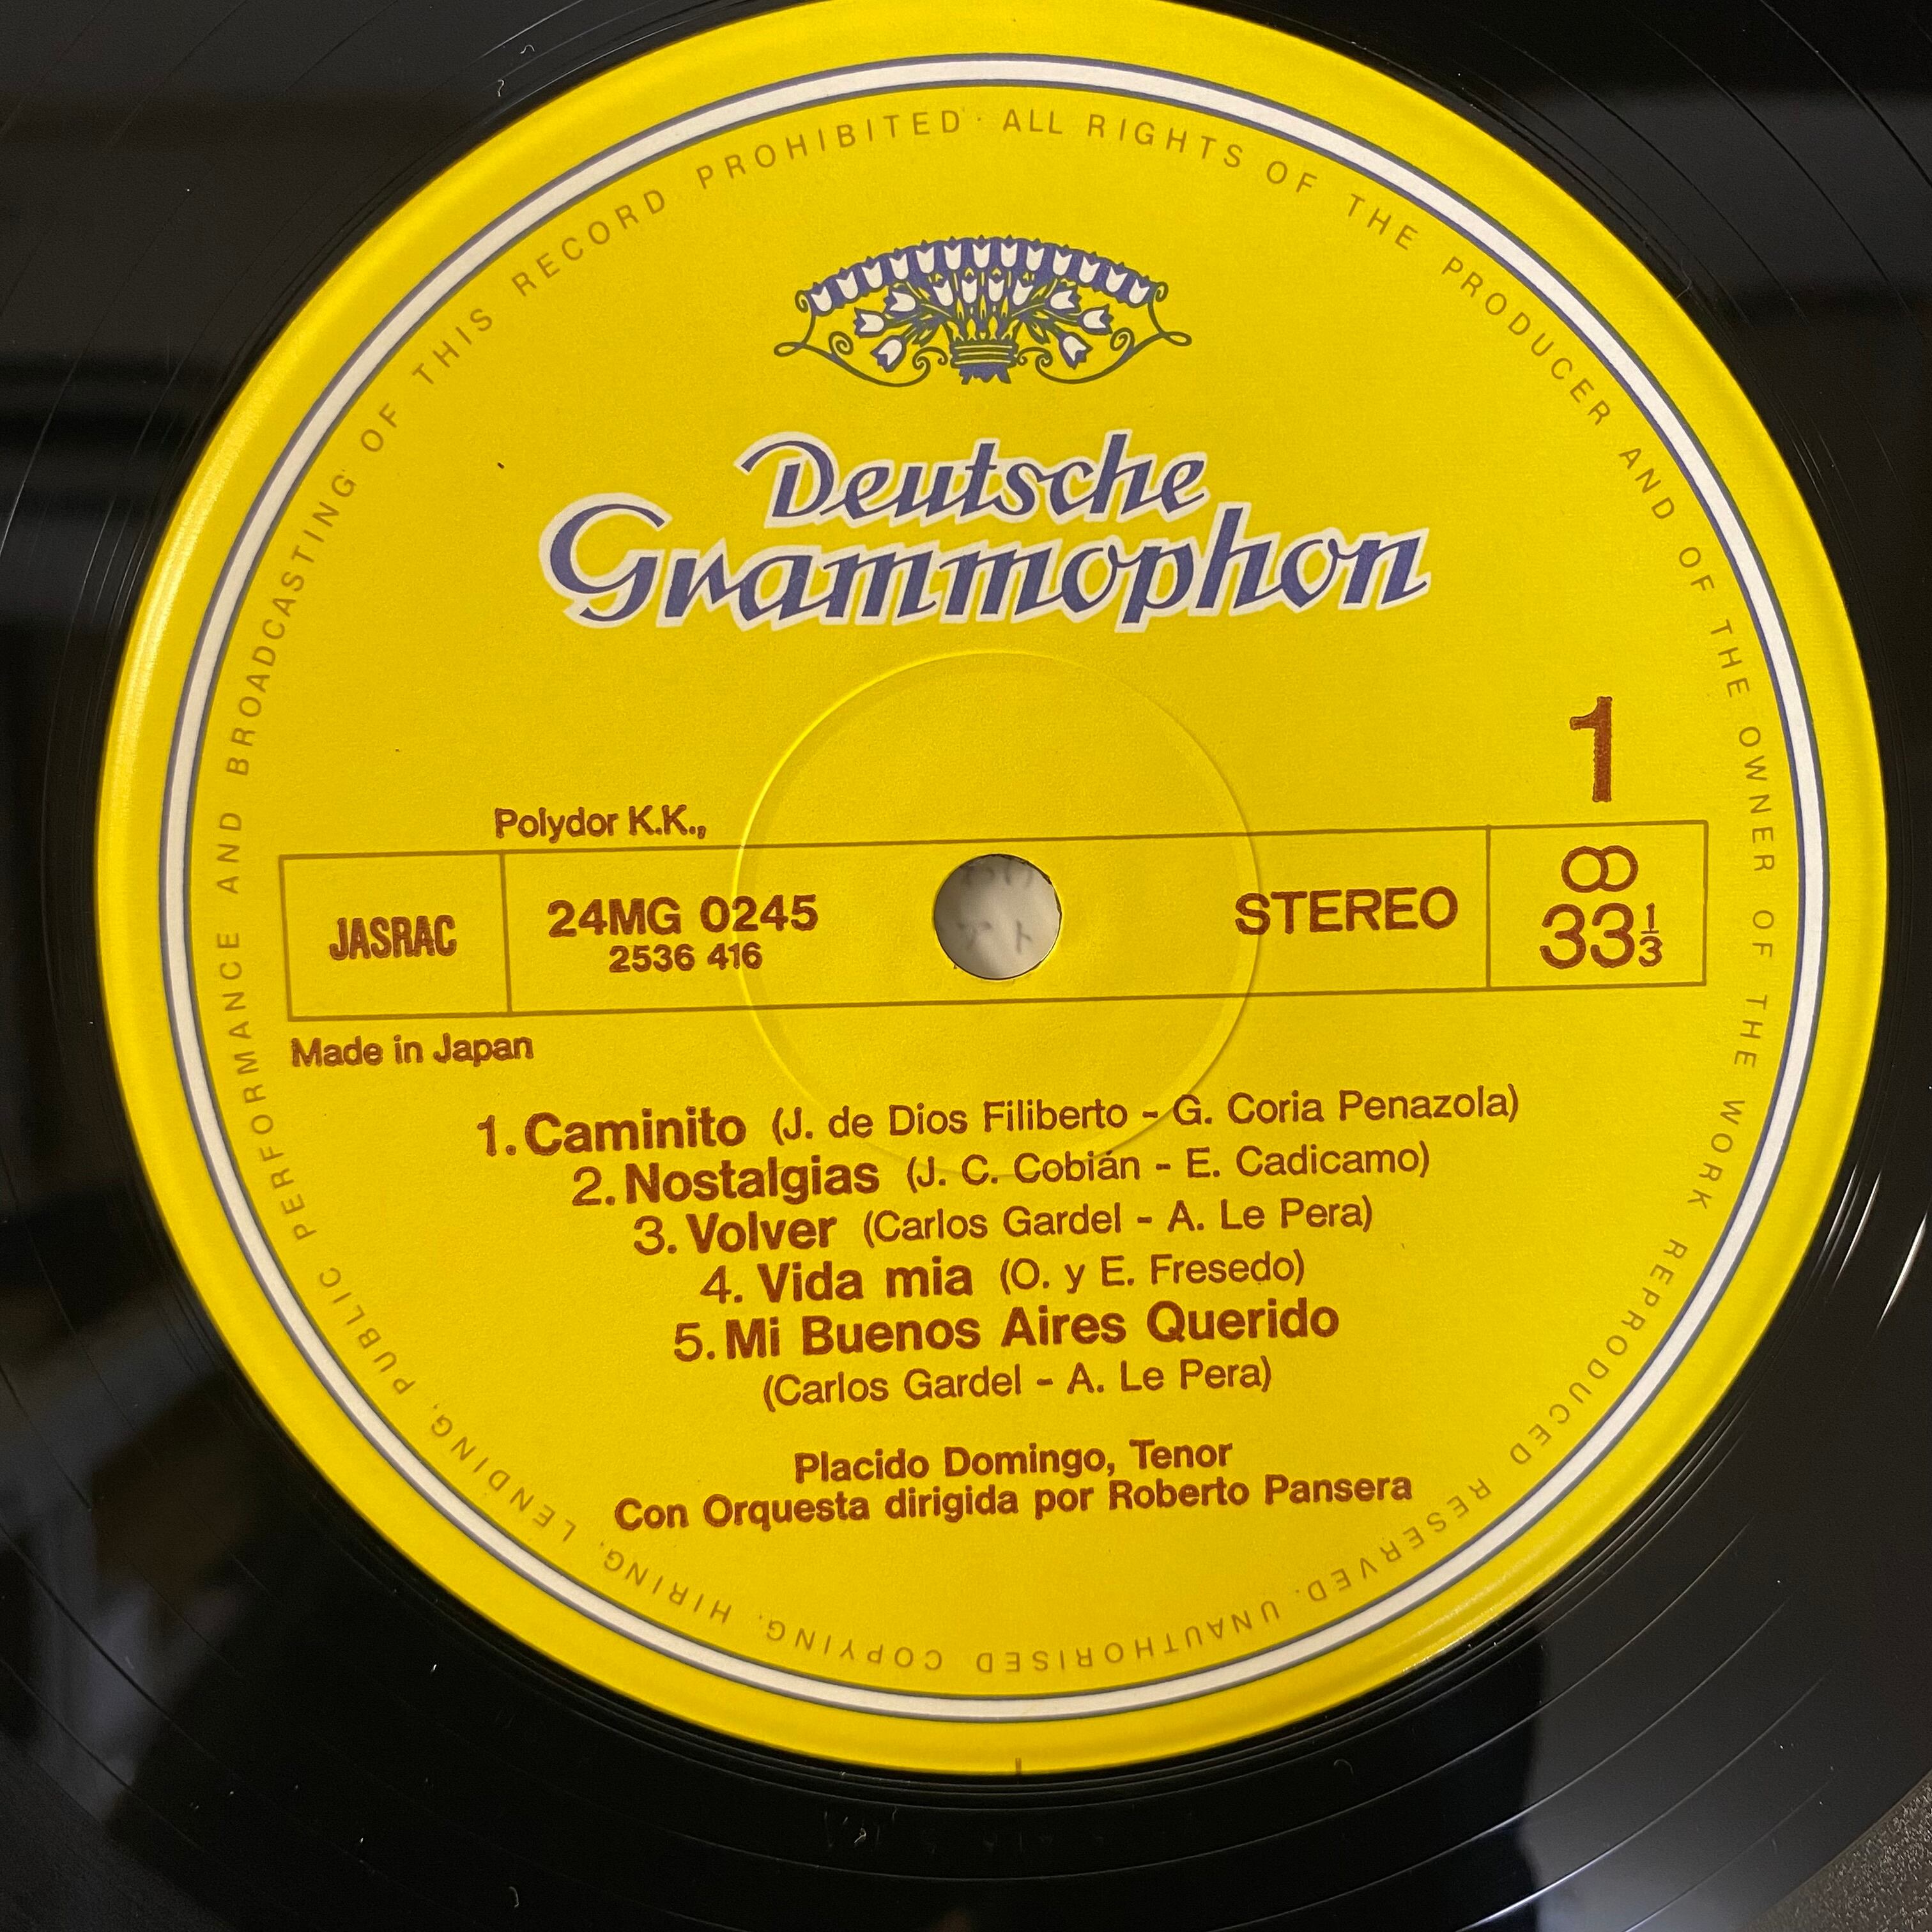 ALL RIGHTS OF THE PRODUCER AND OF THE OWNER OF THE WORK REPRODUCED RESERVED. UNAUTHORISED COPYING, HIRING, LENDING, PUBLIC PERFORMANCE AND BROADCASTING OF THIS RECORD PROHIBITED ·
Deutsche
Grammophon
1
Polydor K.K.,
JASRAC
24MG 0245
2536 416
STEREO
33 1/3
Made in Japan
1. Caminito (J. de Dios Filiberto - G. Coria Penazola)
2. Nostalgias (J. C. Cobián - E. Cadicamo)
3. Volver (Carlos Gardel - A. Le Pera)
4. Vida mia (O. y E. Fresedo)
5. Mi Buenos Aires Querido
(Carlos Gardel - A. Le Pera)
Placido Domingo, Tenor
Con Orquesta dirigida por Roberto Pansera